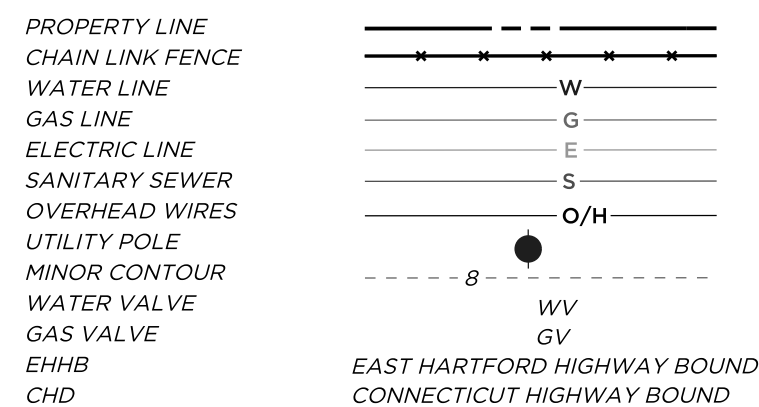 PROPERTY LINE
CHAIN LINK FENCE
WATER LINE W
GAS LINE G
ELECTRIC LINE E
SANITARY SEWER S
OVERHEAD WIRES O/H
UTILITY POLE
MINOR CONTOUR 8
WATER VALVE WV
GAS VALVE GV
EHHB EAST HARTFORD HIGHWAY BOUND
CHD CONNECTICUT HIGHWAY BOUND